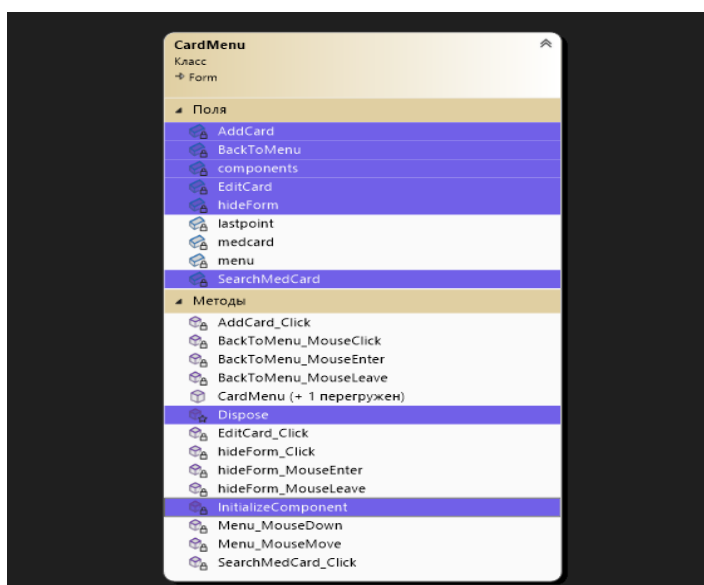 CardMenu
Класс
Form
Поля
AddCard
BackToMenu
components
EditCard
hideForm
lastpoint
medcard
menu
SearchMedCard
Методы
AddCard_Click
BackToMenu_MouseClick
BackToMenu_MouseEnter
BackToMenu_MouseLeave
CardMenu (+ 1 перегружен)
Dispose
EditCard_Click
hideForm_Click
hideForm_MouseEnter
hideForm_MouseLeave
InitializeComponent
Menu_MouseDown
Menu_MouseMove
SearchMedCard_Click